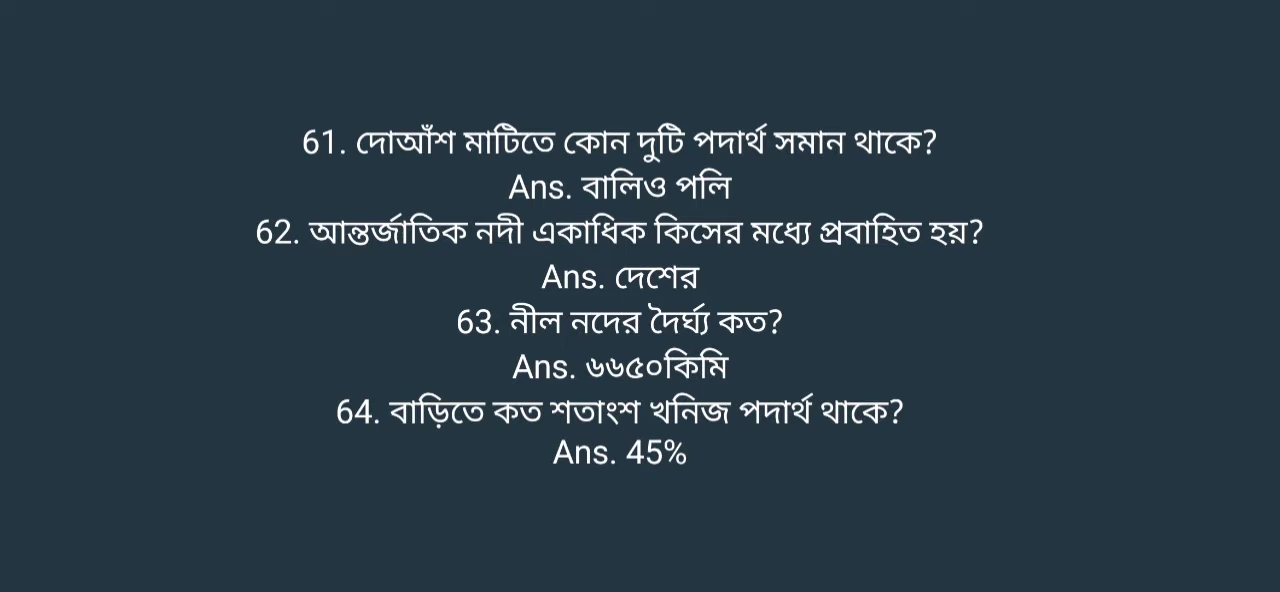 61. দোআঁশ মাটিতে কোন দুটি পদার্থ সমান থাকে?
Ans. বালিও পলি
62. আন্তর্জাতিক নদী একাধিক কিসের মধ্যে প্রবাহিত হয়?
Ans. দেশের
63. নীল নদের দৈর্ঘ্য কত?
Ans. ৬৬৫০কিমি
64. বাড়িতে কত শতাংশ খনিজ পদার্থ থাকে?
Ans. 45%